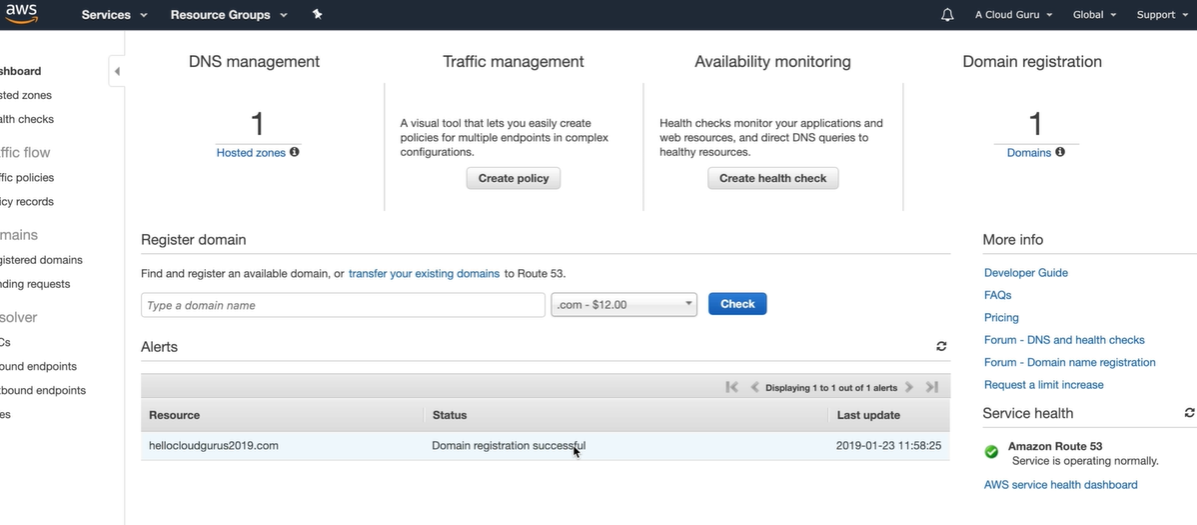 aws
Services
Resource Groups
A Cloud Guru
Global
Support
shboard
sted zones
alth checks
ffic flow
ffic policies
icy records
mains
gistered domains
nding requests
solver
Cs
ound endpoints
bound endpoints
es
DNS management
1
Hosted zones
Traffic management
A visual tool that lets you easily create
policies for multiple endpoints in complex
configurations.
Create policy
Availability monitoring
Health checks monitor your applications and
web resources, and direct DNS queries to
healthy resources.
Create health check
Domain registration
1
Domains
Register domain
Find and register an available domain, or transfer your existing domains to Route 53.
Type a domain name
.com - $12.00
Check
Alerts
Displaying 1 to 1 out of 1 alerts
Resource Status Last update
hellocloudgurus2019.com Domain registration successful 2019-01-23 11:58:25
More info
Developer Guide
FAQs
Pricing
Forum - DNS and health checks
Forum - Domain name registration
Request a limit increase
Service health
Amazon Route 53
Service is operating normally.
AWS service health dashboard